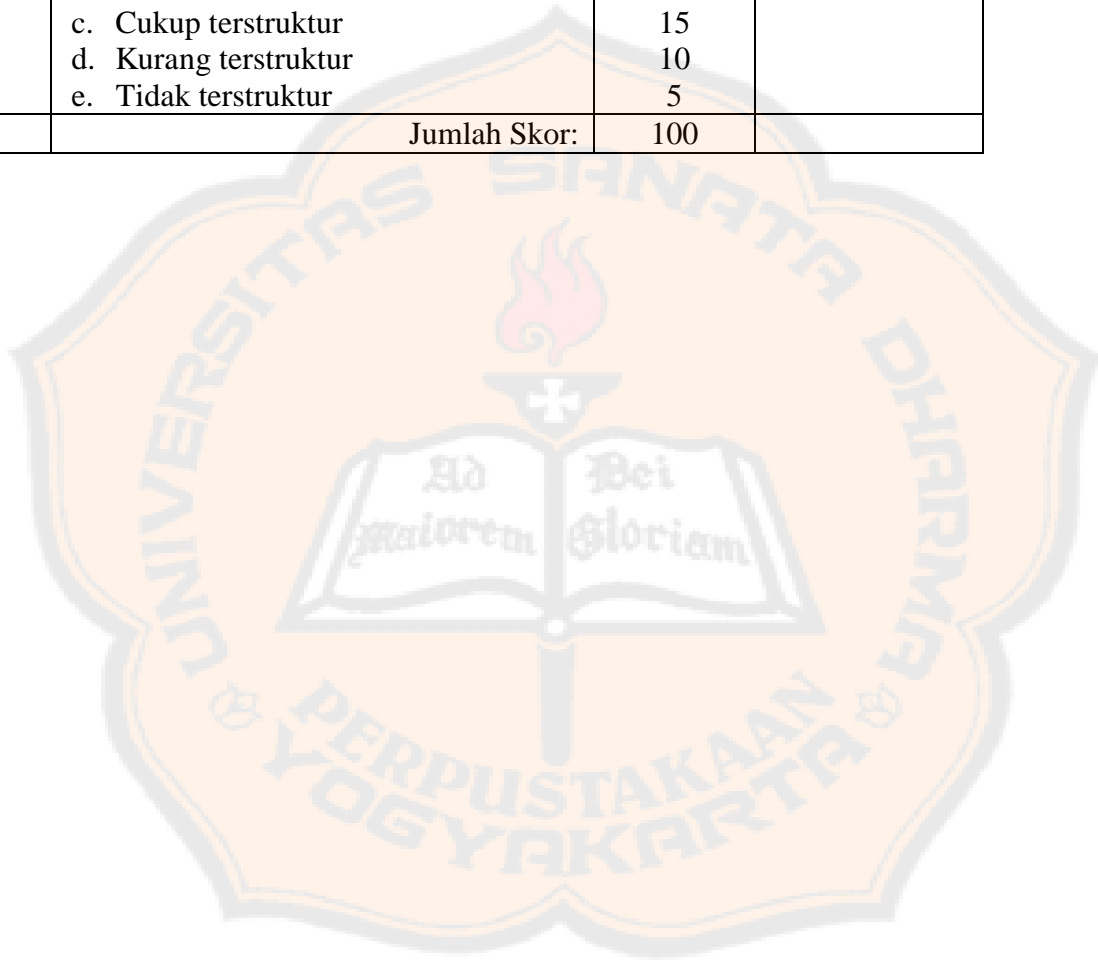 c. Cukup terstruktur 15
d. Kurang terstruktur 10
e. Tidak terstruktur 5
Jumlah Skor: 100
UNIVERSITAS SANATA DHARMA
Ad Dei
Maiorem Gloriam
PERPUSTAKAAN
YOGYAKARTA